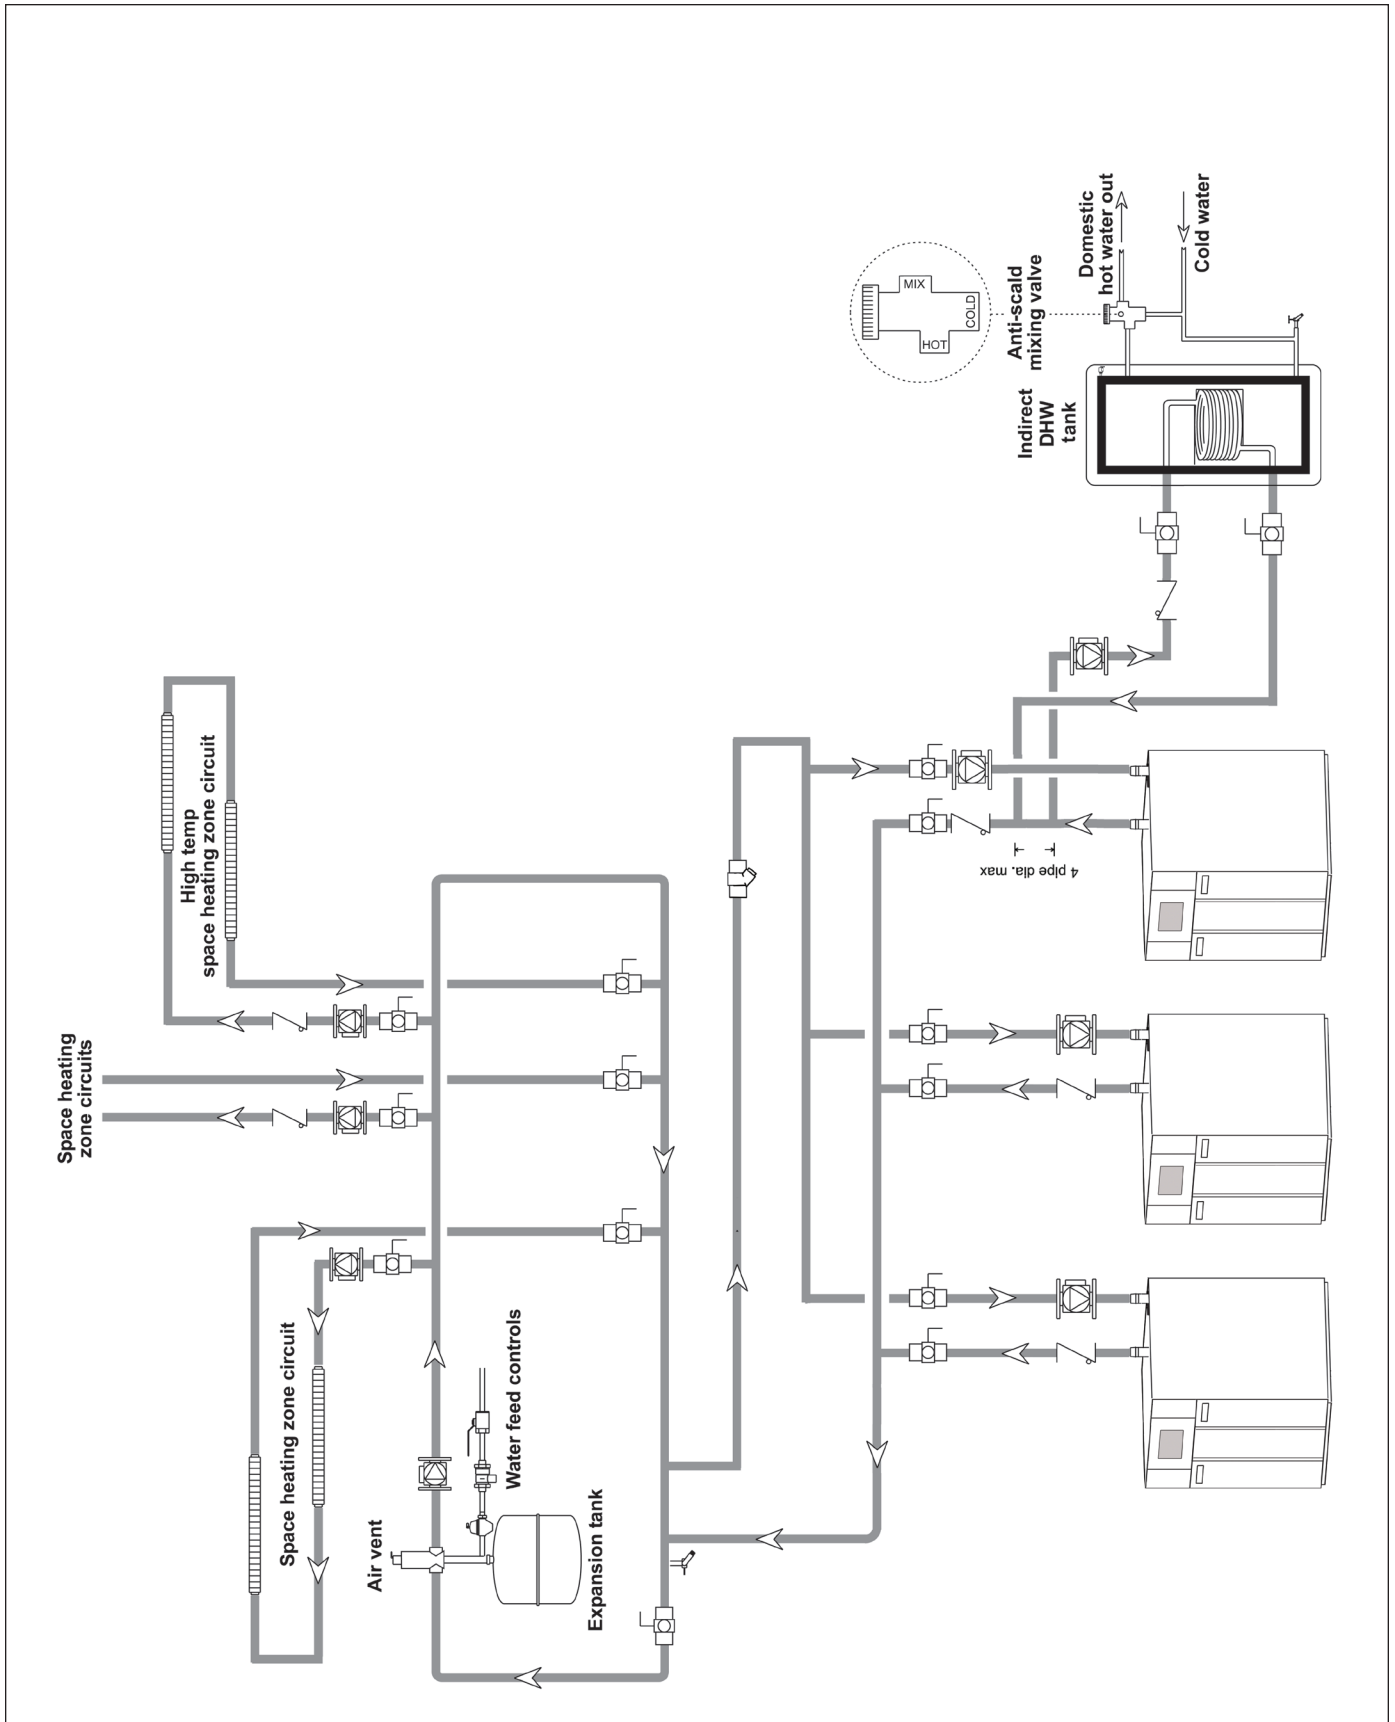 Space heating
zone circuits
High temp
space heating zone circuit
Space heating zone circuit
Air vent
Water feed controls
Expansion tank
MIX
HOT
COLD
Anti-scald
mixing valve
Domestic
hot water out
Cold water
Indirect
DHW
tank
4 pipe dia. max